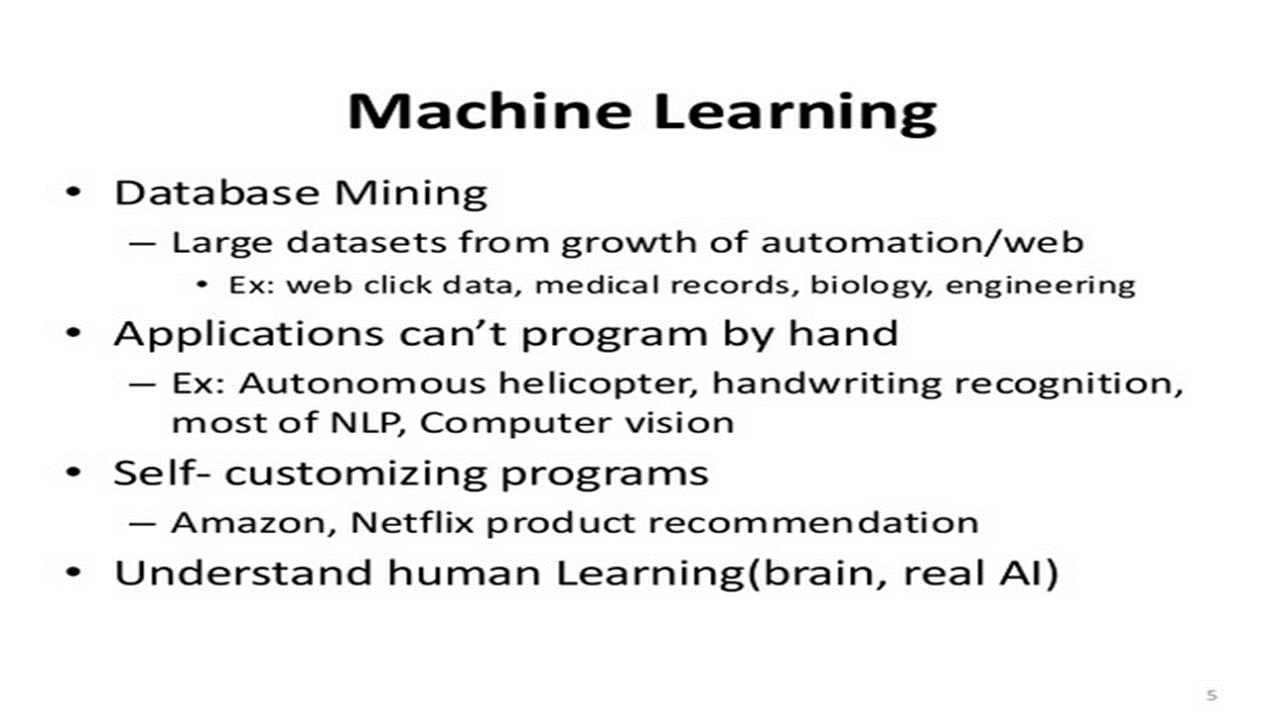 Machine Learning
• Database Mining
– Large datasets from growth of automation/web
• Ex: web click data, medical records, biology, engineering
• Applications can’t program by hand
– Ex: Autonomous helicopter, handwriting recognition,
most of NLP, Computer vision
• Self- customizing programs
– Amazon, Netflix product recommendation
• Understand human Learning(brain, real AI)
5